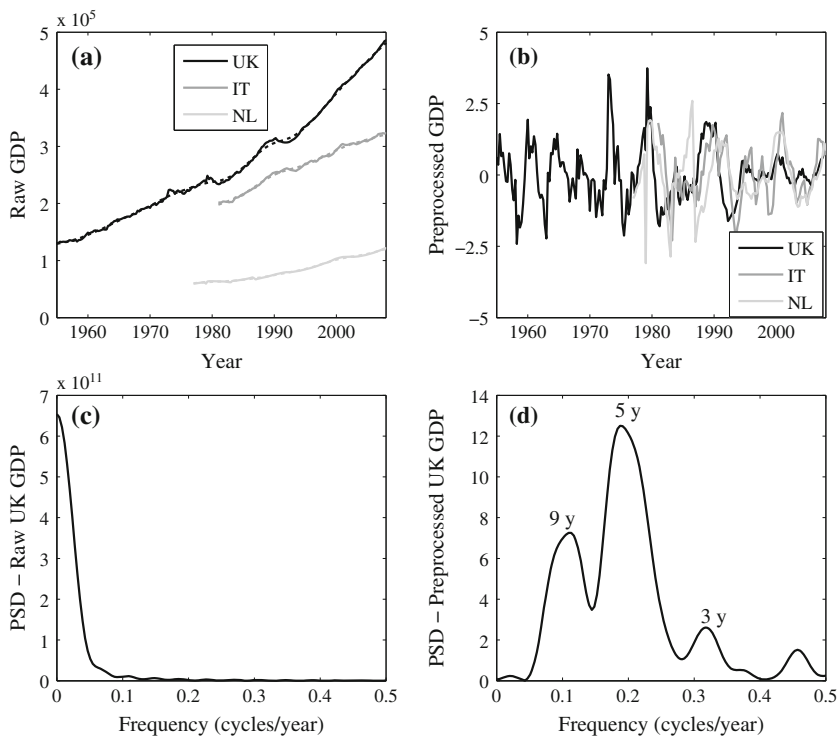 x 10⁵
5
4
3
2
1
0
Raw GDP
(a)
UK
IT
NL
1960 1970 1980 1990 2000
Year
5
2.5
0
−2.5
−5
Preprocessed GDP
(b)
UK
IT
NL
1960 1970 1980 1990 2000
Year
x 10¹¹
7
6
5
4
3
2
1
0
PSD − Raw UK GDP
(c)
0 0.1 0.2 0.3 0.4 0.5
Frequency (cycles/year)
14
12
10
8
6
4
2
0
PSD − Preprocessed UK GDP
(d)
5 y
9 y
3 y
0 0.1 0.2 0.3 0.4 0.5
Frequency (cycles/year)